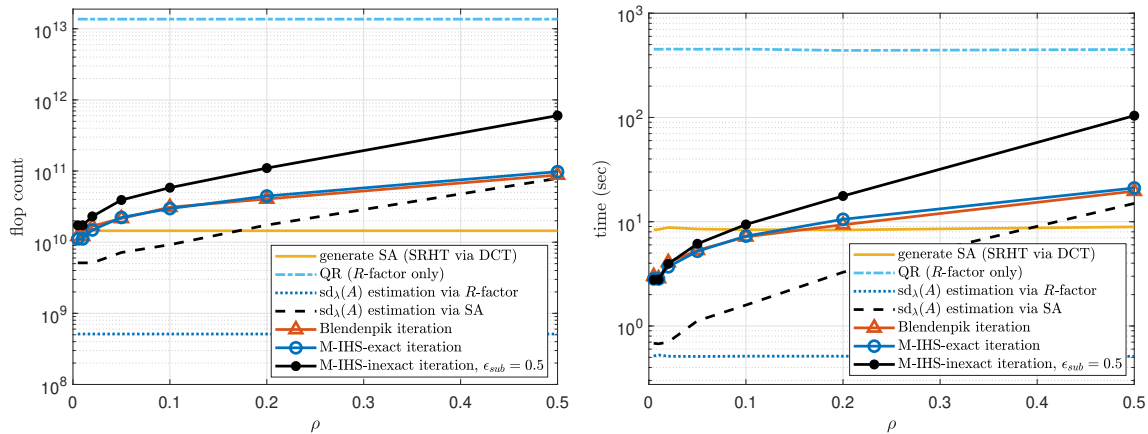 flop count
10^13
10^12
10^11
10^10
10^9
10^8
0
0.1
0.2
0.3
0.4
0.5
ρ
generate SA (SRHT via DCT)
QR (R-factor only)
sd_λ(A) estimation via R-factor
sd_λ(A) estimation via SA
Blendenpik iteration
M-IHS-exact iteration
M-IHS-inexact iteration, ϵ_sub = 0.5
time (sec)
10^3
10^2
10^1
10^0
0
0.1
0.2
0.3
0.4
0.5
ρ
generate SA (SRHT via DCT)
QR (R-factor only)
sd_λ(A) estimation via R-factor
sd_λ(A) estimation via SA
Blendenpik iteration
M-IHS-exact iteration
M-IHS-inexact iteration, ϵ_sub = 0.5